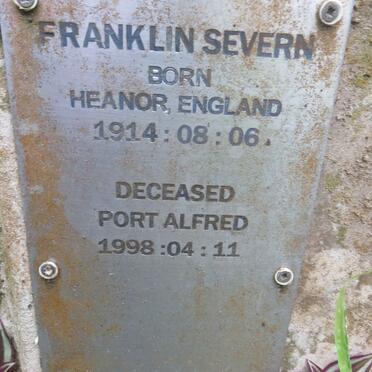 FRANKLIN SEVERN
BORN
HEANOR, ENGLAND
1914:08:06.
DECEASED
PORT ALFRED
1998:04:11